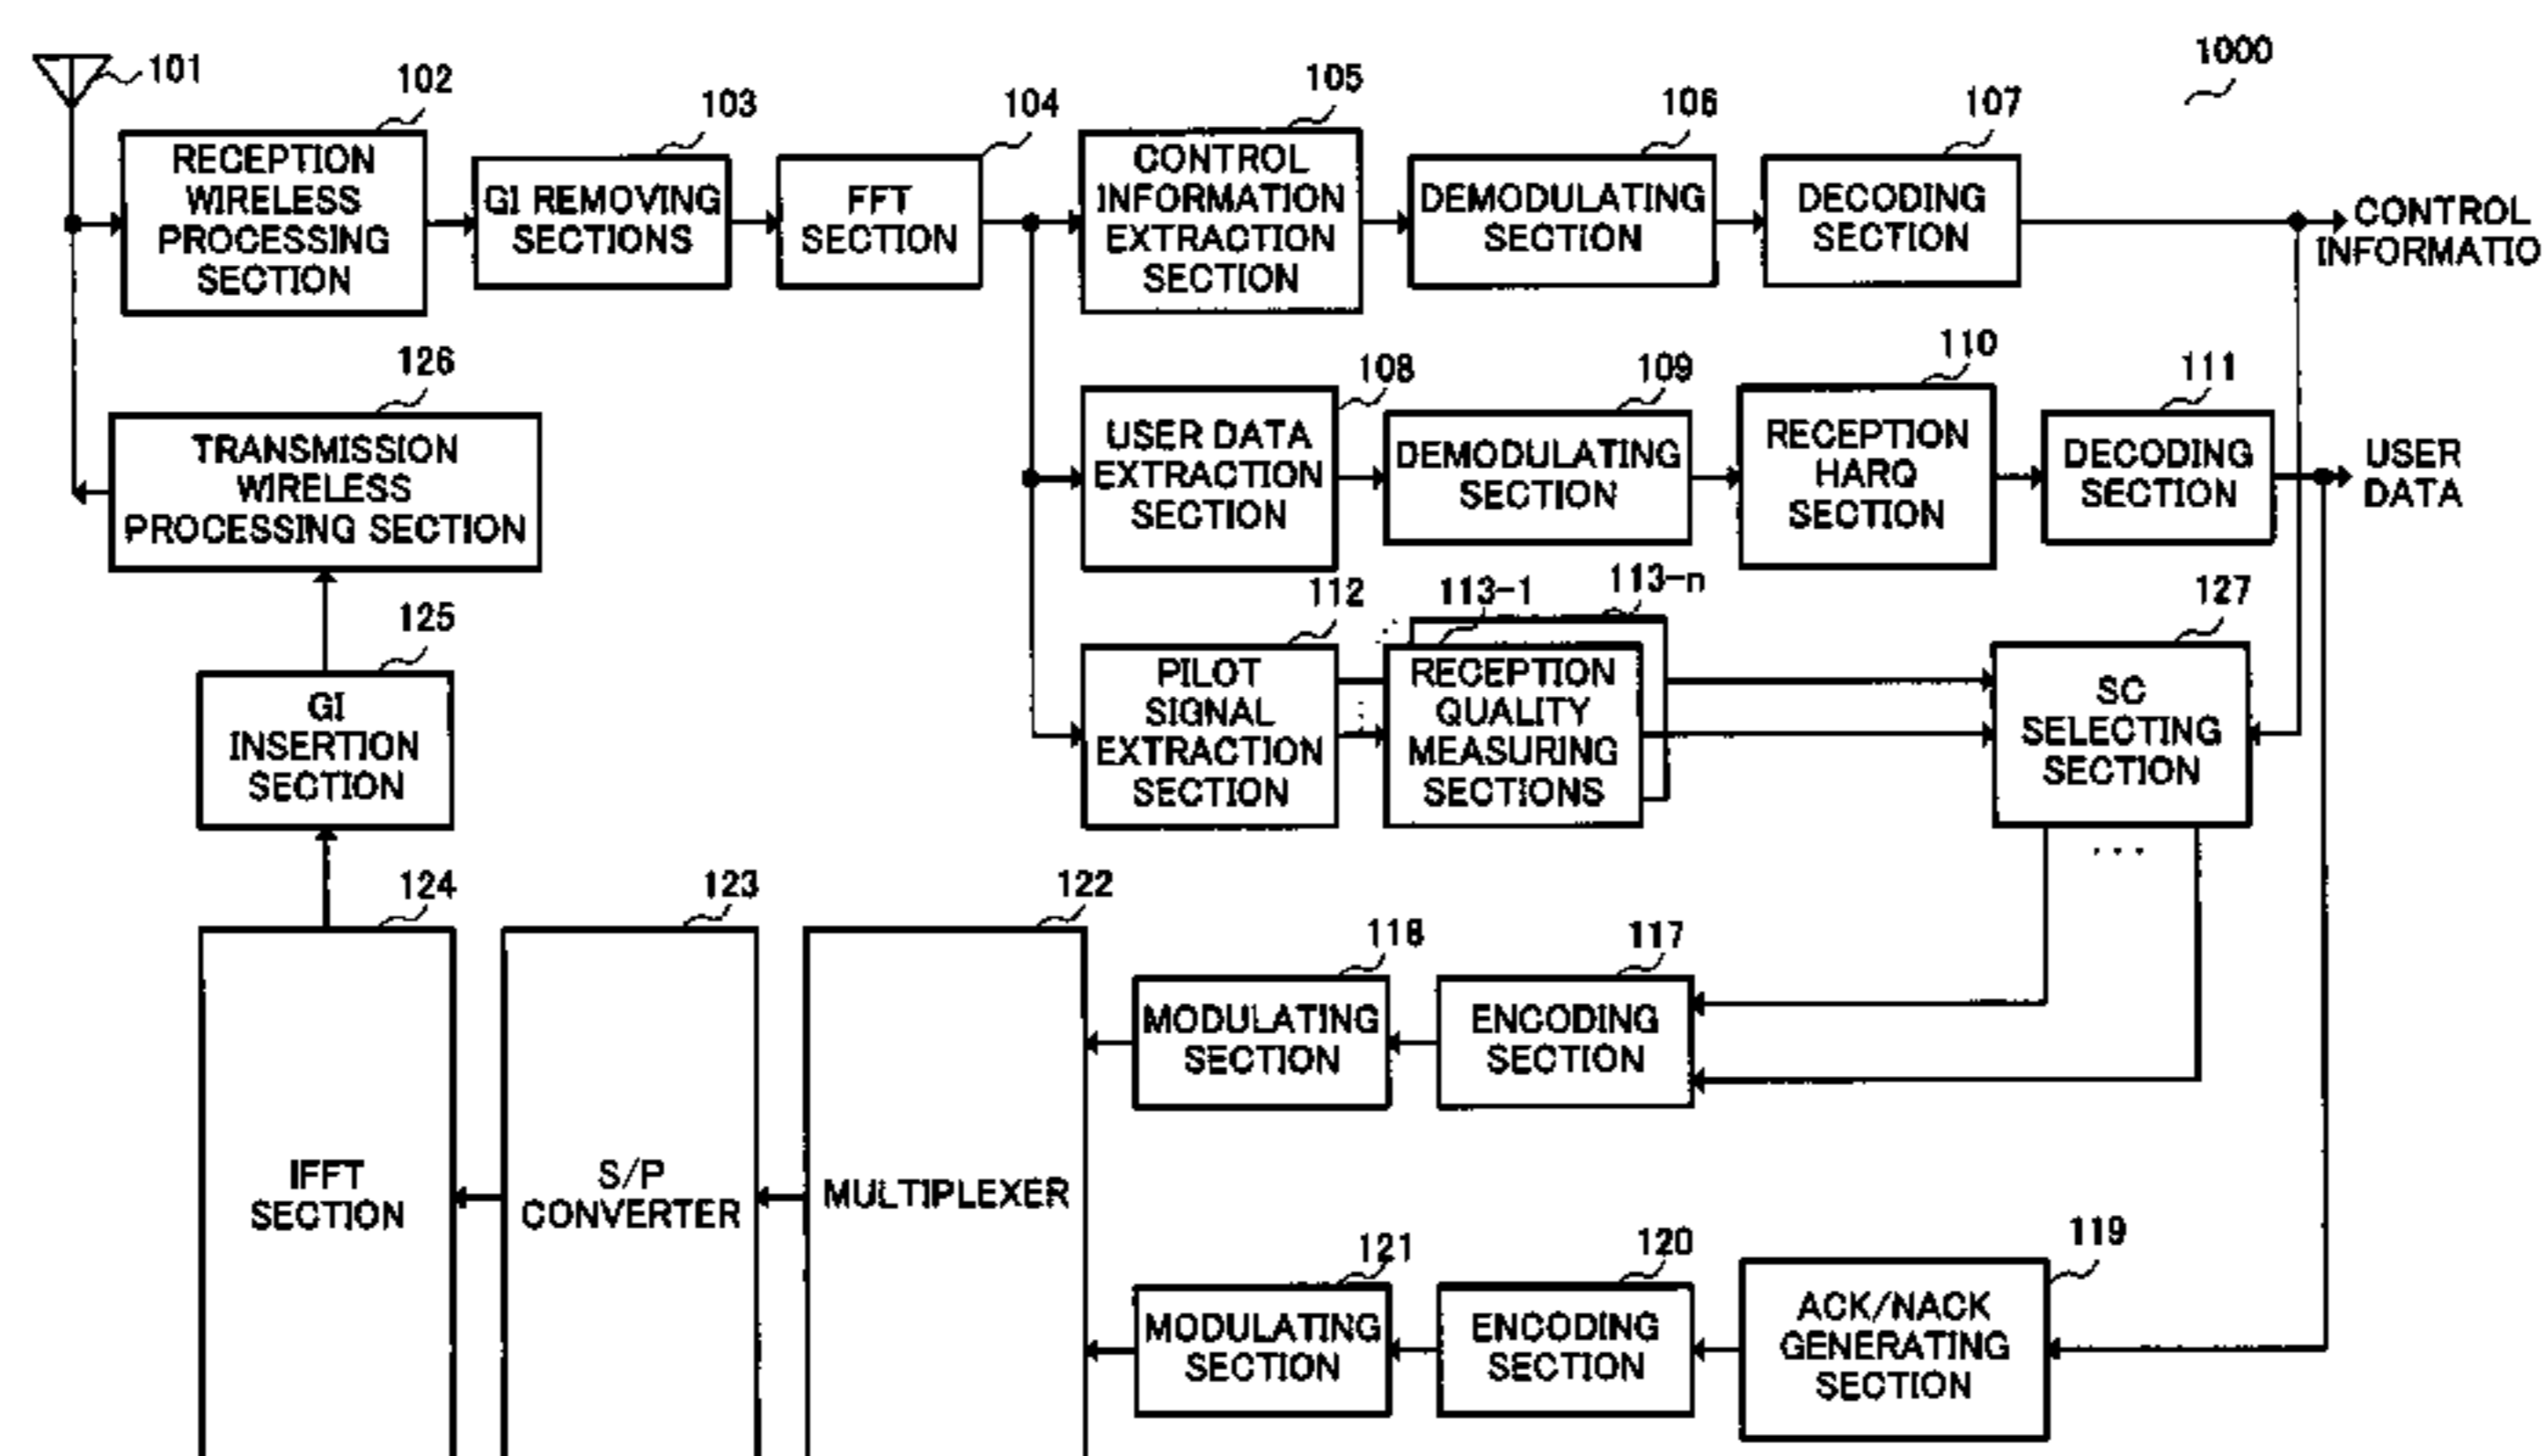 1000
101
102
RECEPTION
WIRELESS
PROCESSING
SECTION
103
GI REMOVING
SECTIONS
104
FFT
SECTION
105
CONTROL
INFORMATION
EXTRACTION
SECTION
106
DEMODULATING
SECTION
107
DECODING
SECTION
CONTROL
INFORMATIO
126
TRANSMISSION
WIRELESS
PROCESSING SECTION
108
USER DATA
EXTRACTION
SECTION
109
DEMODULATING
SECTION
110
RECEPTION
HARQ
SECTION
111
DECODING
SECTION
USER
DATA
125
GI
INSERTION
SECTION
112
PILOT
SIGNAL
EXTRACTION
SECTION
113-1
113-n
RECEPTION
QUALITY
MEASURING
SECTIONS
127
SC
SELECTING
SECTION
...
124
IFFT
SECTION
123
S/P
CONVERTER
122
MULTIPLEXER
118
MODULATING
SECTION
117
ENCODING
SECTION
121
MODULATING
SECTION
120
ENCODING
SECTION
119
ACK/NACK
GENERATING
SECTION